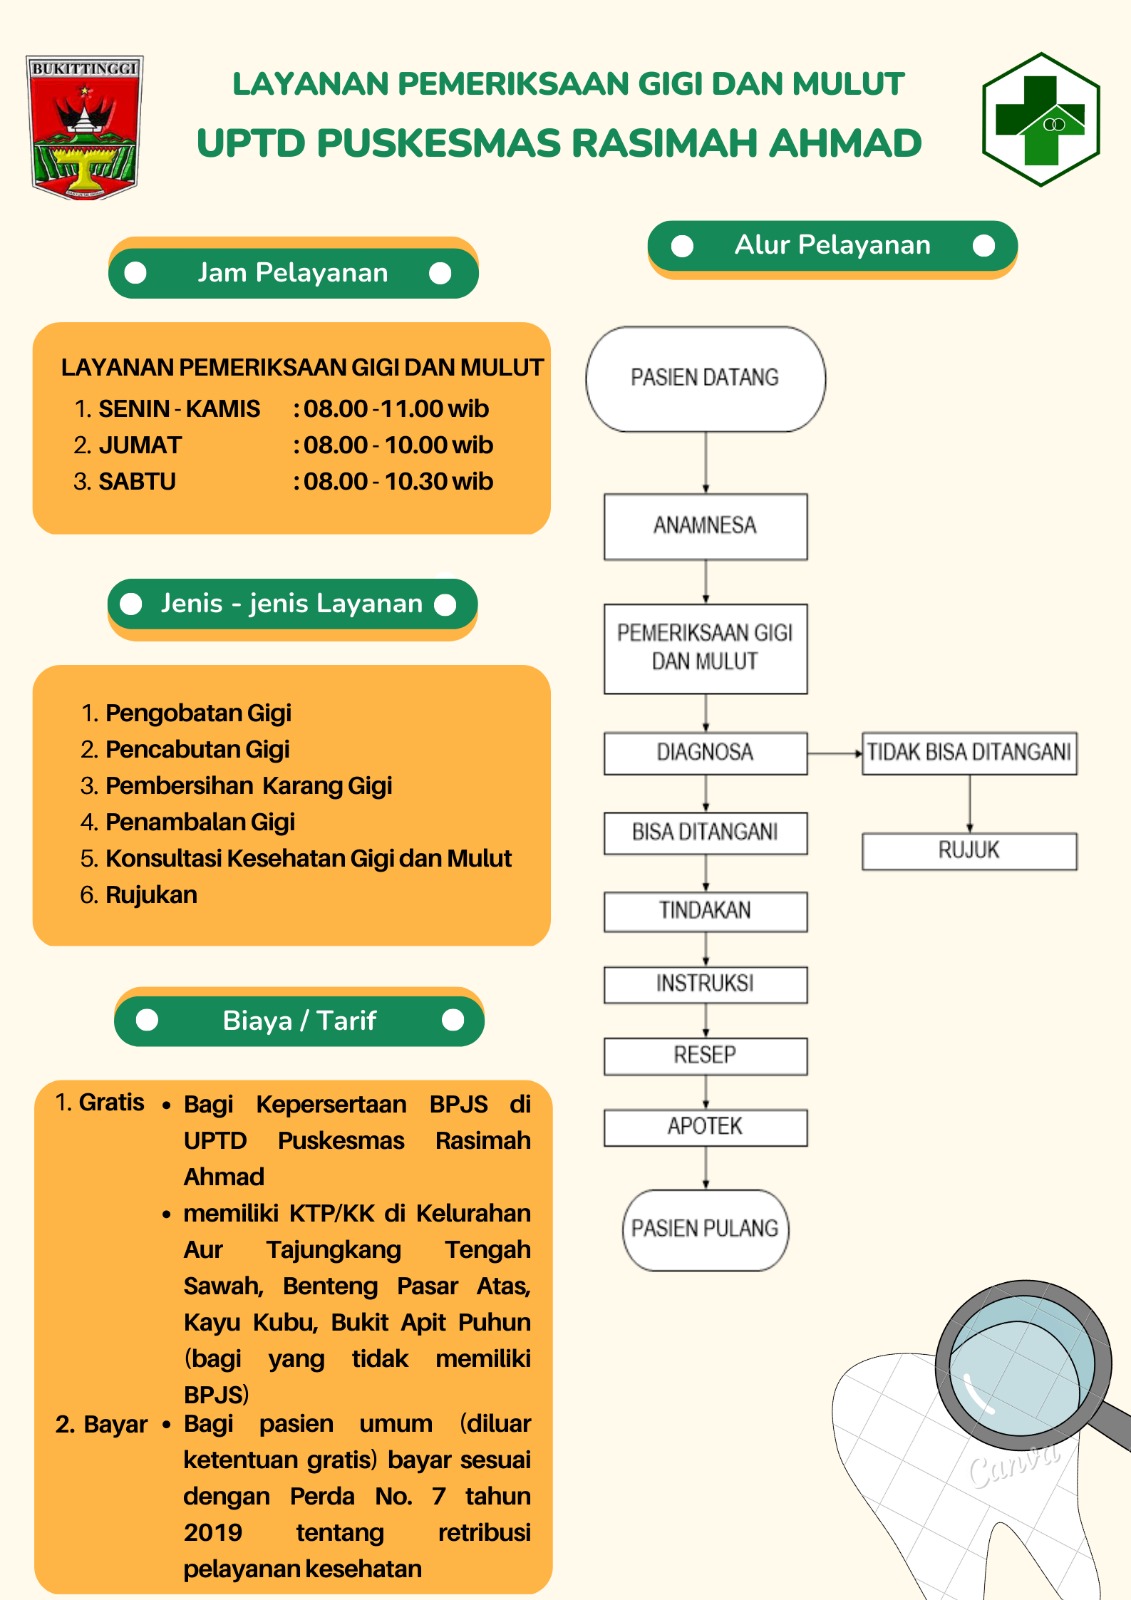 BUKITTINGGI
LAYANAN PEMERIKSAAN GIGI DAN MULUT
UPTD PUSKESMAS RASIMAH AHMAD
Jam Pelayanan
LAYANAN PEMERIKSAAN GIGI DAN MULUT
1. SENIN - KAMIS : 08.00 -11.00 wib
2. JUMAT : 08.00 - 10.00 wib
3. SABTU : 08.00 - 10.30 wib
Jenis - jenis Layanan
1. Pengobatan Gigi
2. Pencabutan Gigi
3. Pembersihan Karang Gigi
4. Penambalan Gigi
5. Konsultasi Kesehatan Gigi dan Mulut
6. Rujukan
Biaya / Tarif
1. Gratis • Bagi Kepersertaan BPJS di
UPTD Puskesmas Rasimah
Ahmad
• memiliki KTP/KK di Kelurahan
Aur Tajungkang Tengah
Sawah, Benteng Pasar Atas,
Kayu Kubu, Bukit Apit Puhun
(bagi yang tidak memiliki
BPJS)
2. Bayar • Bagi pasien umum (diluar
ketentuan gratis) bayar sesuai
dengan Perda No. 7 tahun
2019 tentang retribusi
pelayanan kesehatan
Alur Pelayanan
PASIEN DATANG
ANAMNESA
PEMERIKSAAN GIGI
DAN MULUT
DIAGNOSA
TIDAK BISA DITANGANI
RUJUK
BISA DITANGANI
TINDAKAN
INSTRUKSI
RESEP
APOTEK
PASIEN PULANG
Canva